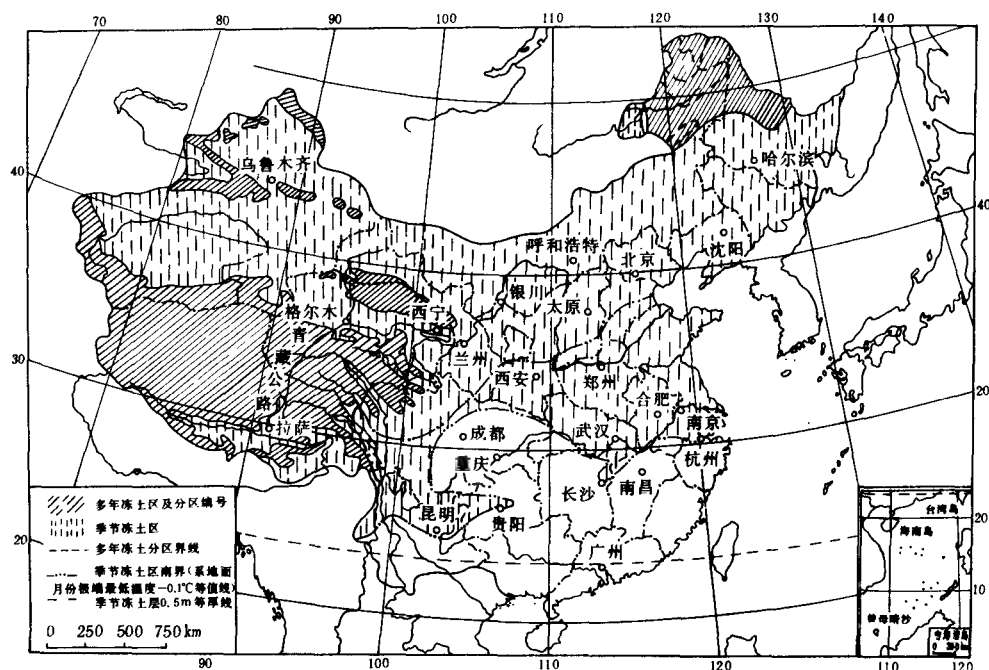 70 80 90 100 110 120 130 140
乌鲁木齐
哈尔滨
40
40
呼和浩特
北京
沈阳
银川
太原
格尔木
西宁
青藏公路
兰州
西安
郑州
30
合肥
南京
20
拉萨
成都
武汉
杭州
重庆
长沙
南昌
昆明
贵阳
广州
多年冻土区及分区编号
季节冻土区
多年冻土分区界线
季节冻土区南界(系地面
月份极端最低温度-0.1℃等值线)
季节冻土层0.5m等厚线
0 250 500 750km
20
台湾岛
20
海南岛
10
10
曾母暗沙
90 100 110 120
110 120